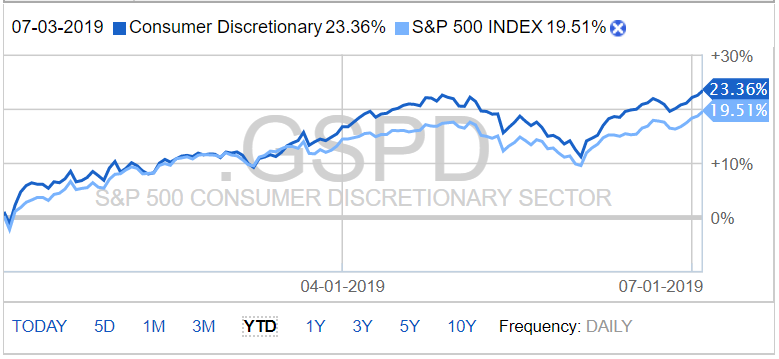 07-03-2019 Consumer Discretionary 23.36% S&P 500 INDEX 19.51%
+30%
23.36%
19.51%
.GSPD
+10%
S&P 500 CONSUMER DISCRETIONARY SECTOR
0%
04-01-2019 07-01-2019
TODAY 5D 1M 3M YTD 1Y 3Y 5Y 10Y Frequency: DAILY